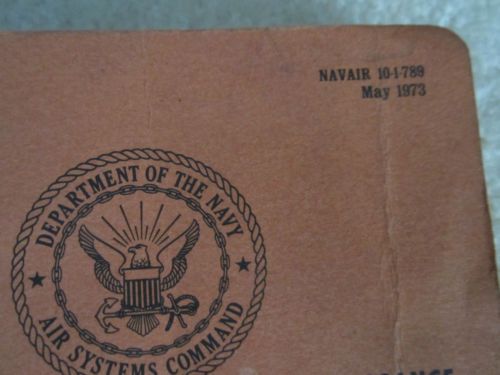 NAVAIR 10-1-789
May 1973
DEPARTMENT OF THE NAVY
AIR SYSTEMS COMMAND